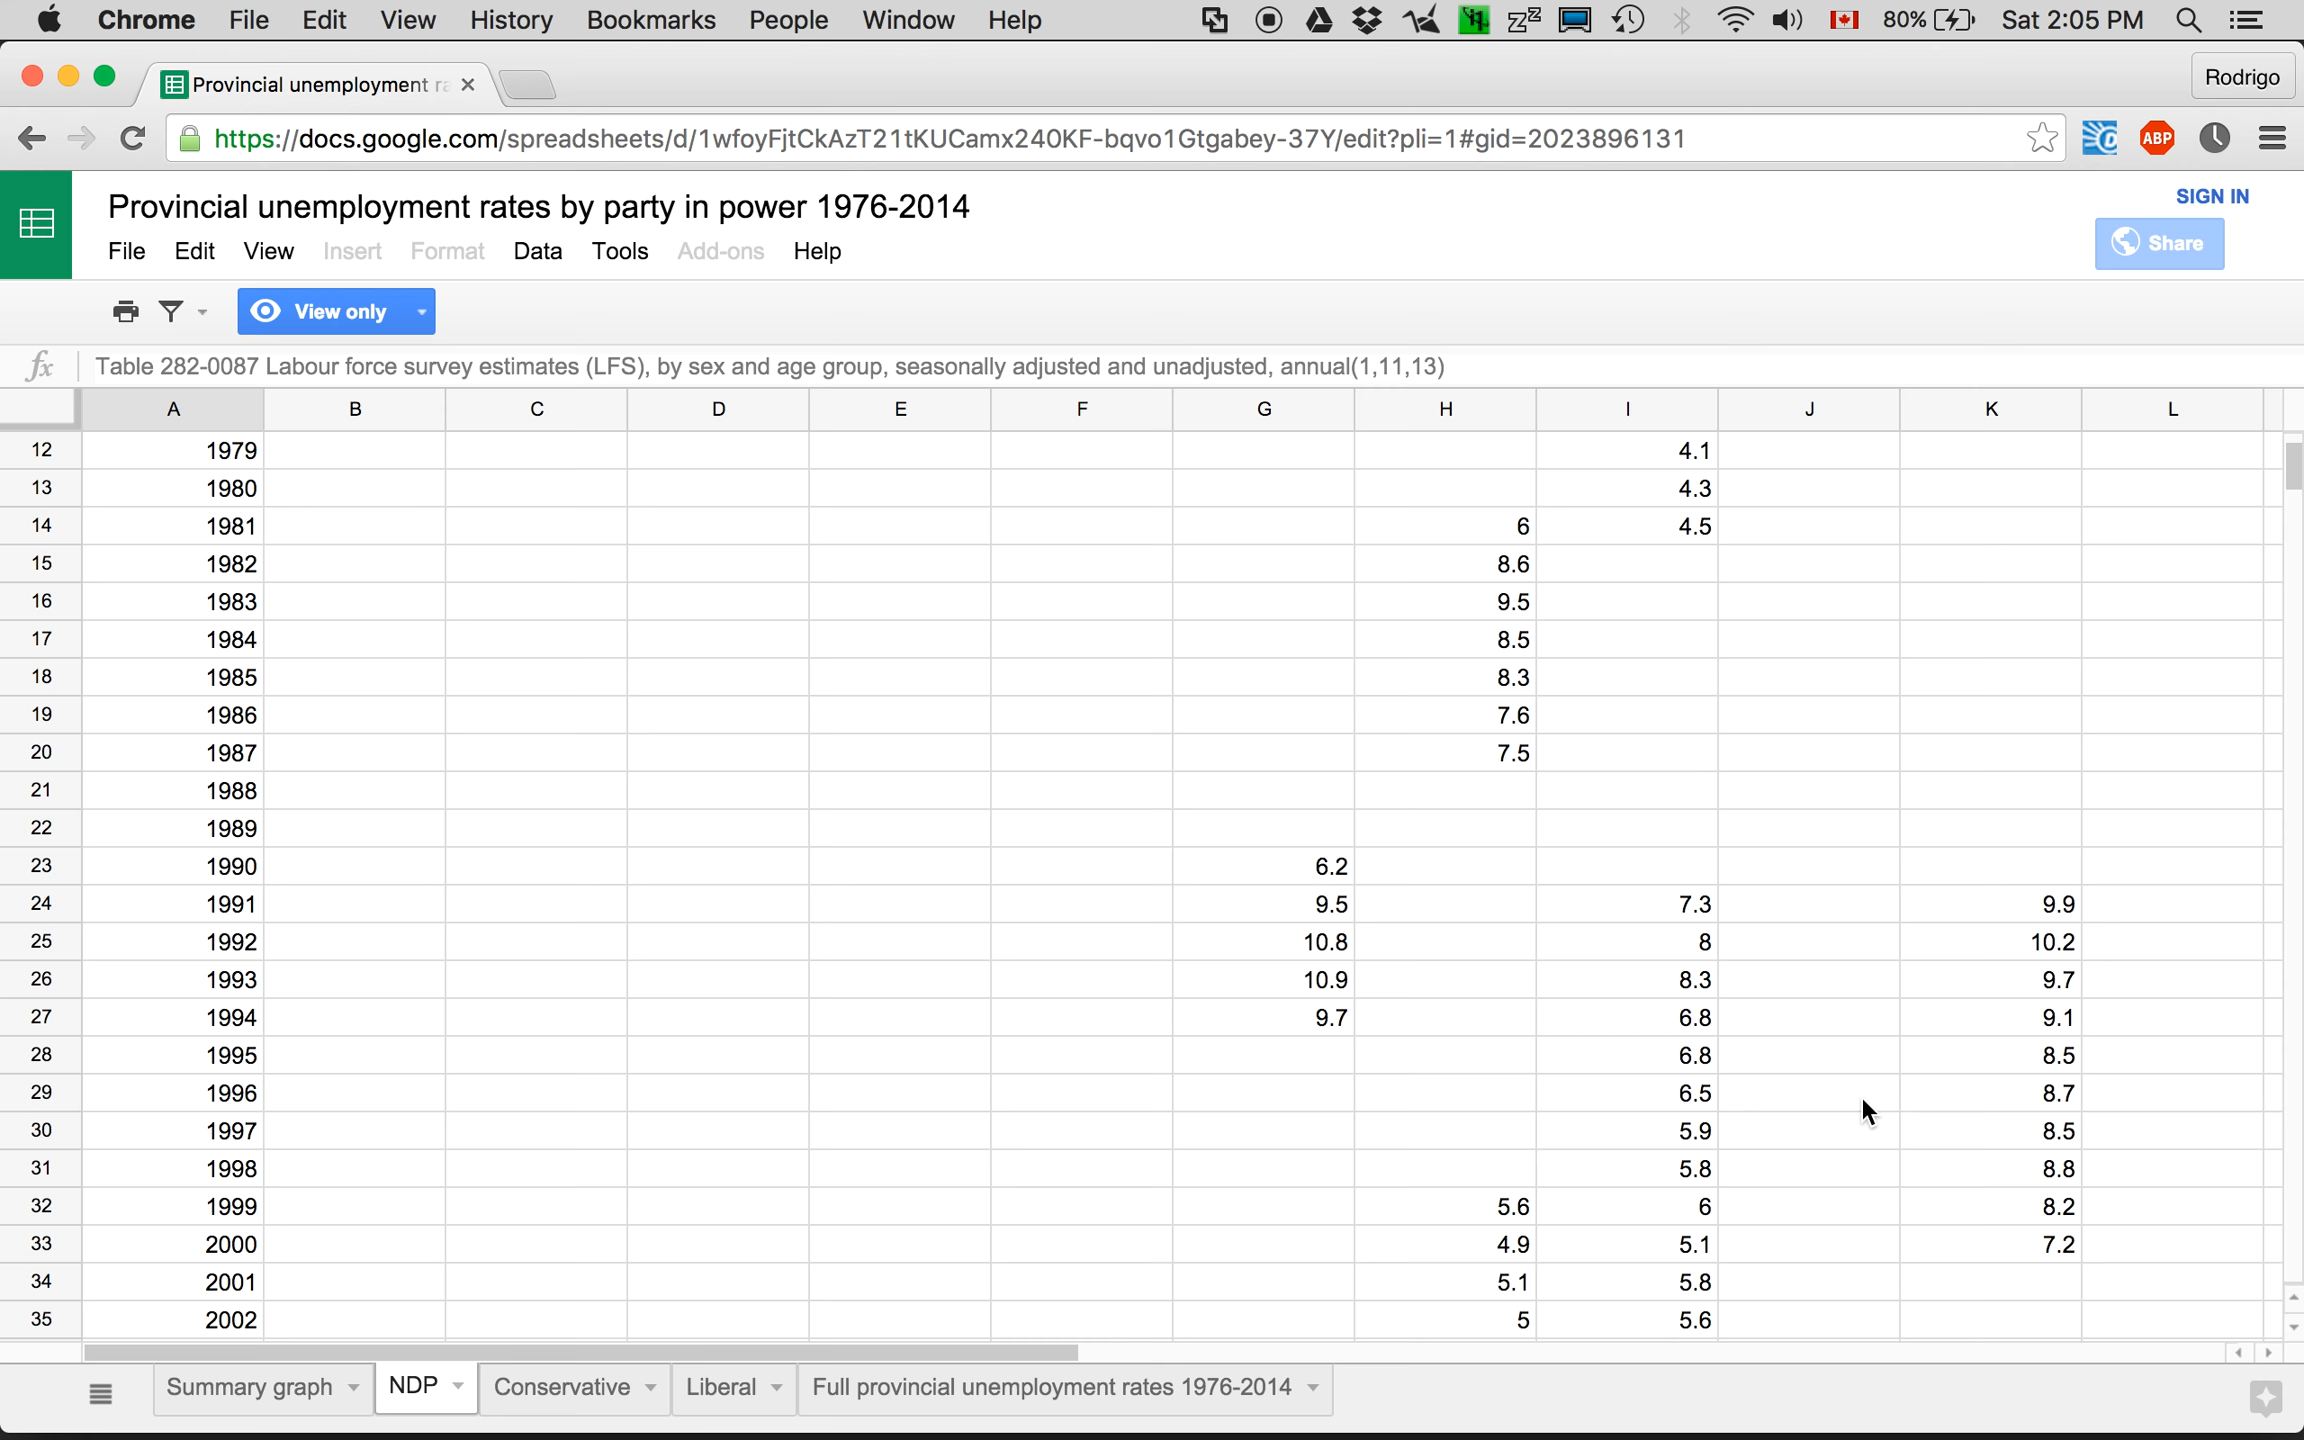 Chrome File Edit View History Bookmarks People Window Help 80% Sat 2:05 PM
Provincial unemployment ra Rodrigo
https://docs.google.com/spreadsheets/d/1wfoyFjtCkAzT21tKUCamx240KF-bqvo1Gtgabey-37Y/edit?pli=1#gid=2023896131 ABP
Provincial unemployment rates by party in power 1976-2014 SIGN IN
File Edit View Insert Format Data Tools Add-ons Help Share
View only
fx Table 282-0087 Labour force survey estimates (LFS), by sex and age group, seasonally adjusted and unadjusted, annual(1,11,13)
A B C D E F G H I J K L
12 1979 4.1
13 1980 4.3
14 1981 6 4.5
15 1982 8.6
16 1983 9.5
17 1984 8.5
18 1985 8.3
19 1986 7.6
20 1987 7.5
21 1988
22 1989
23 1990 6.2
24 1991 9.5 7.3 9.9
25 1992 10.8 8 10.2
26 1993 10.9 8.3 9.7
27 1994 9.7 6.8 9.1
28 1995 6.8 8.5
29 1996 6.5 8.7
30 1997 5.9 8.5
31 1998 5.8 8.8
32 1999 5.6 6 8.2
33 2000 4.9 5.1 7.2
34 2001 5.1 5.8
35 2002 5 5.6
Summary graph NDP Conservative Liberal Full provincial unemployment rates 1976-2014